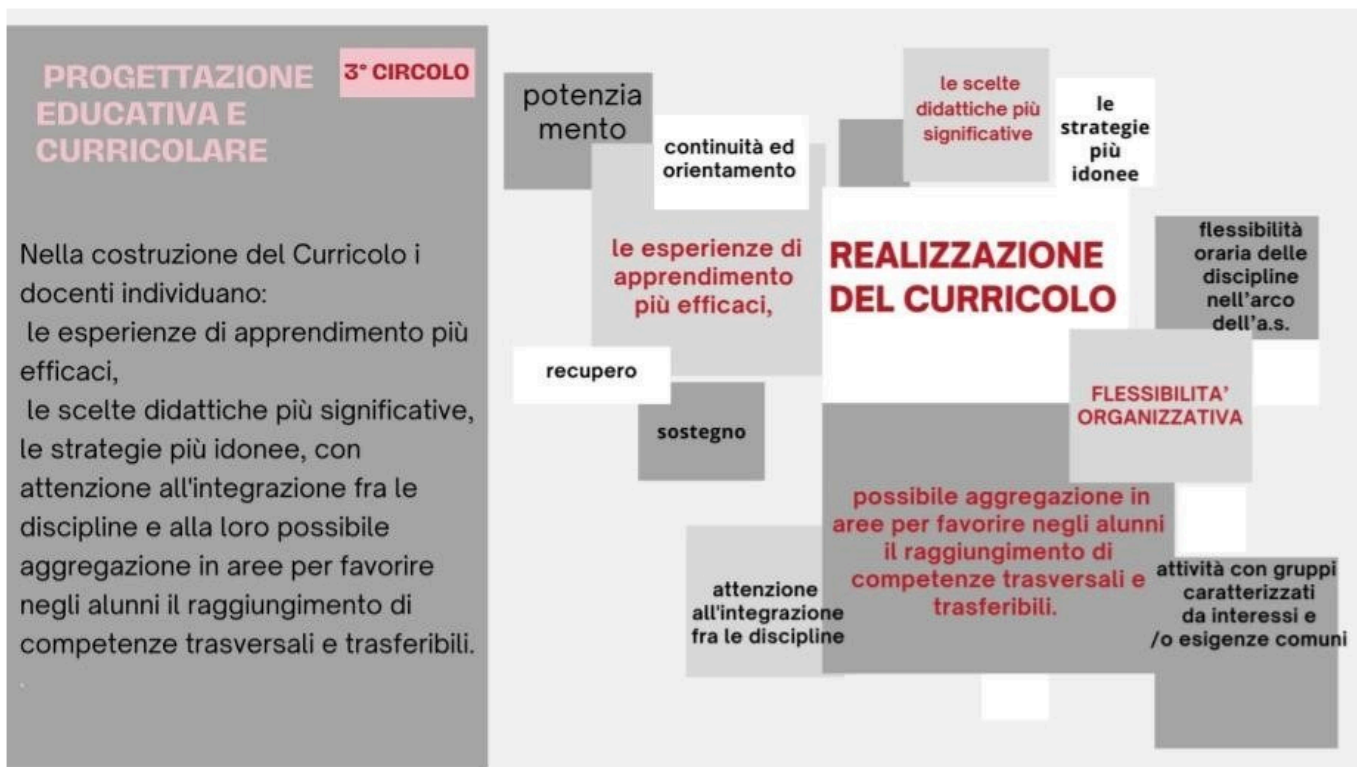 PROGETTAZIONE
EDUCATIVA E
CURRICOLARE
3° CIRCOLO
Nella costruzione del Curricolo i
docenti individuano:
le esperienze di apprendimento più
efficaci,
le scelte didattiche più significative,
le strategie più idonee, con
attenzione all'integrazione fra le
discipline e alla loro possibile
aggregazione in aree per favorire
negli alunni il raggiungimento di
competenze trasversali e trasferibili.
.
potenzia
mento
continuità ed
orientamento
le scelte
didattiche più
significative
le
strategie
più
idonee
le esperienze di
apprendimento
più efficaci,
REALIZZAZIONE
DEL CURRICOLO
flessibilità
oraria delle
discipline
nell'arco
dell'a.s.
recupero
sostegno
FLESSIBILITA'
ORGANIZZATIVA
possibile aggregazione in
aree per favorire negli alunni
il raggiungimento di
competenze trasversali e
trasferibili.
attenzione
all'integrazione
fra le discipline
attività con gruppi
caratterizzati
da interessi e
/o esigenze comuni